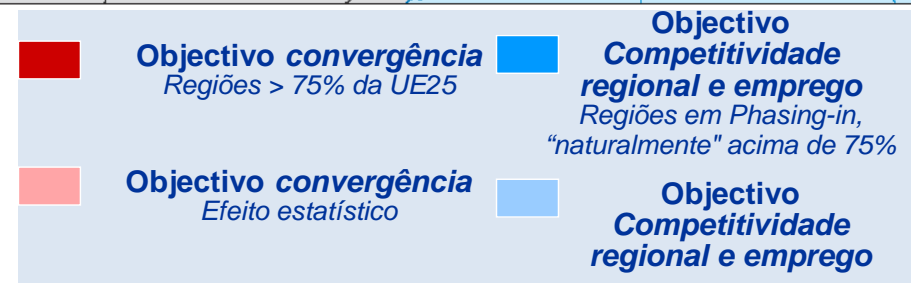 Objectivo convergência
Regiões > 75% da UE25
Objectivo convergência
Efeito estatístico
Objectivo
Competitividade
regional e emprego
Regiões em Phasing-in,
“naturalmente" acima de 75%
Objectivo
Competitividade
regional e emprego